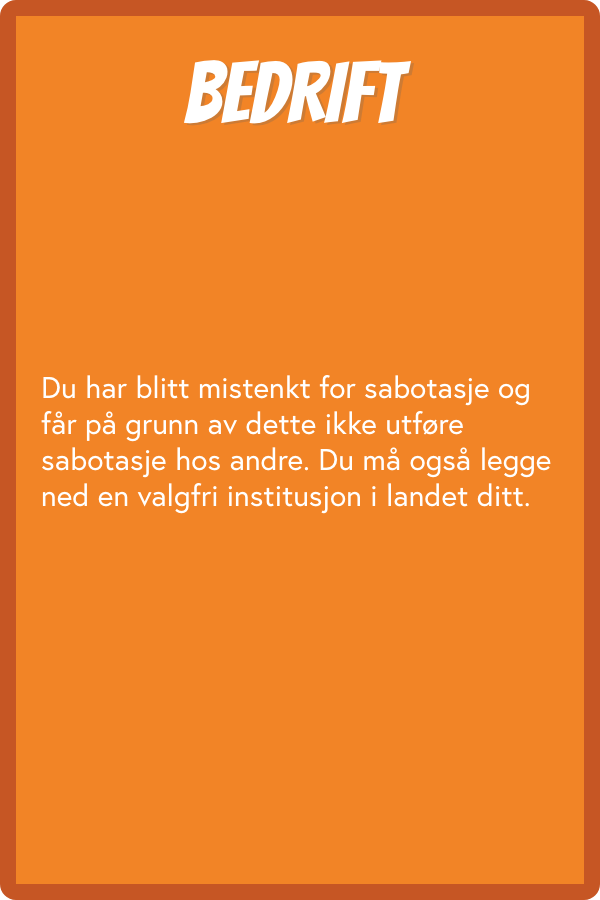 BEDRIFT
Du har blitt mistenkt for sabotasje og
får på grunn av dette ikke utføre
sabotasje hos andre. Du må også legge
ned en valgfri institusjon i landet ditt.